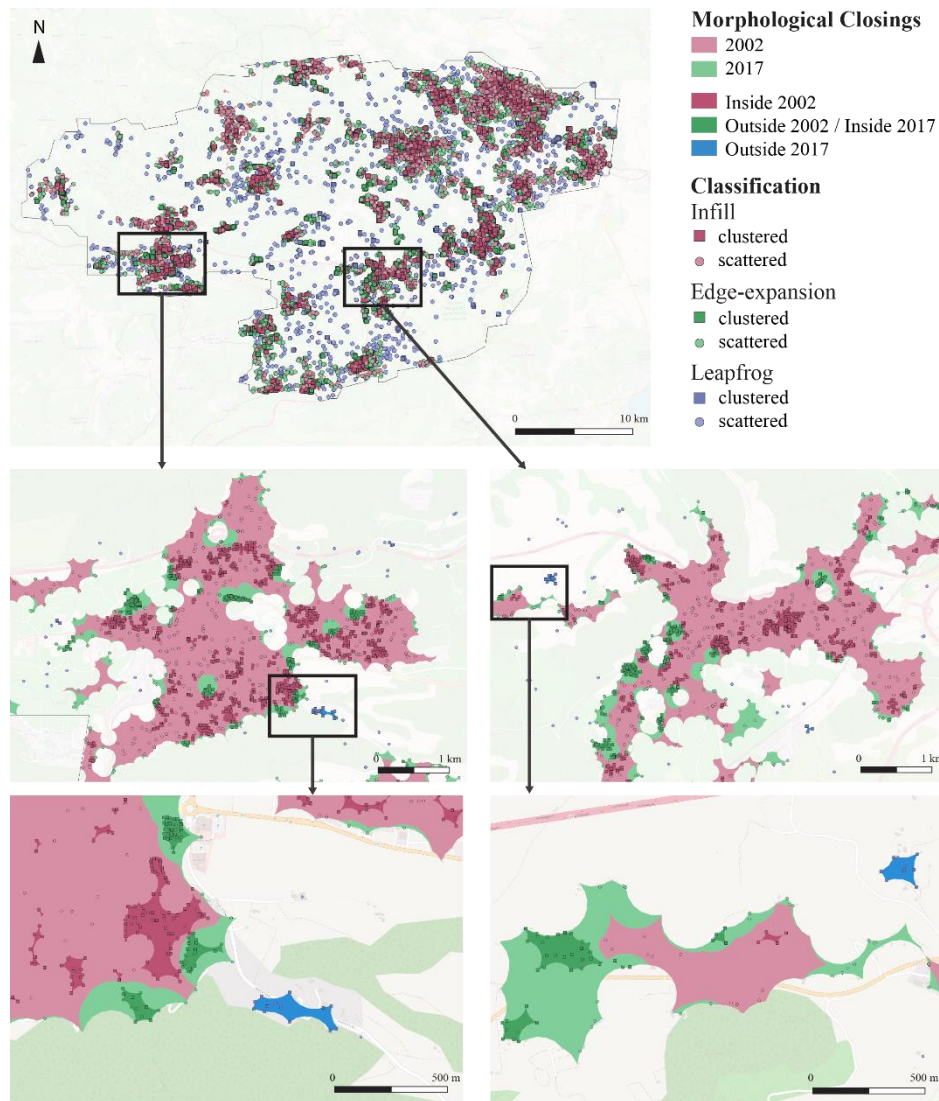 N
0 10 km
Morphological Closings
2002
2017
Inside 2002
Outside 2002 / Inside 2017
Outside 2017
Classification
Infill
clustered
scattered
Edge-expansion
clustered
scattered
Leapfrog
clustered
scattered
0 1 km
0 1 km
0 500 m
0 500 m